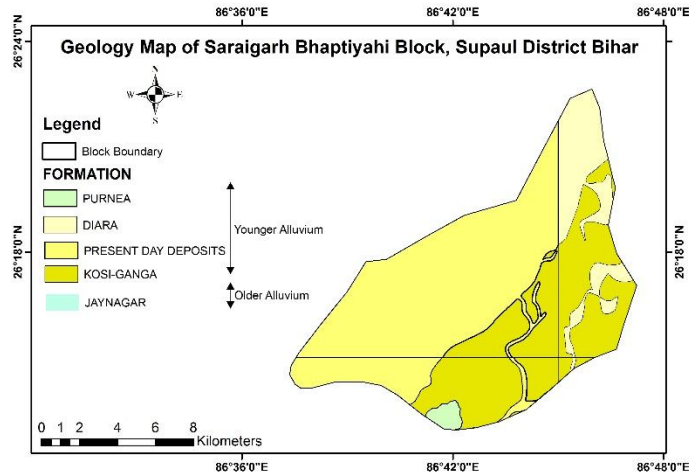 86°36'0"E 86°42'0"E 86°48'0"E
26°24'0"N 26°24'0"N
Geology Map of Saraigarh Bhaptiyahi Block, Supaul District Bihar
N
W E
S
Legend
Block Boundary
FORMATION
PURNEA
DIARA
Younger Alluvium
PRESENT DAY DEPOSITS
26°18'0"N 26°18'0"N
KOSI-GANGA
Older Alluvium
JAYNAGAR
0 1 2 4 6 8
Kilometers
86°36'0"E 86°42'0"E 86°48'0"E